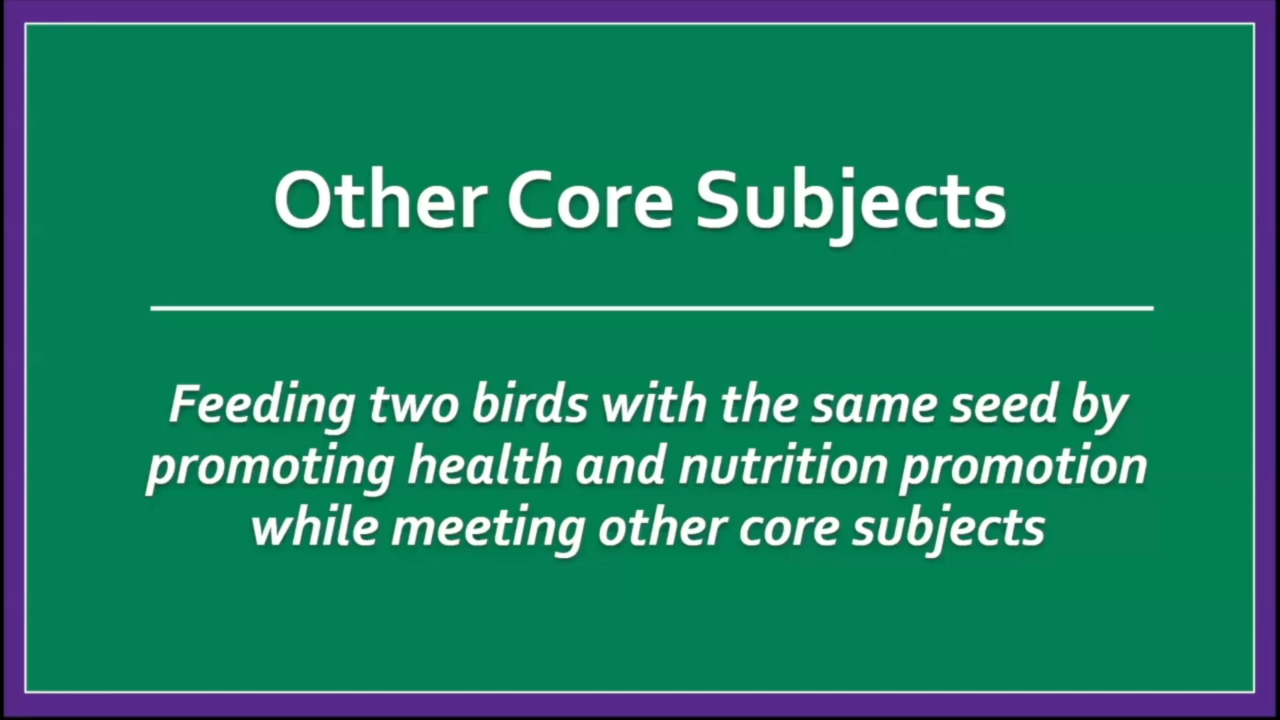 Other Core Subjects
Feeding two birds with the same seed by
promoting health and nutrition promotion
while meeting other core subjects